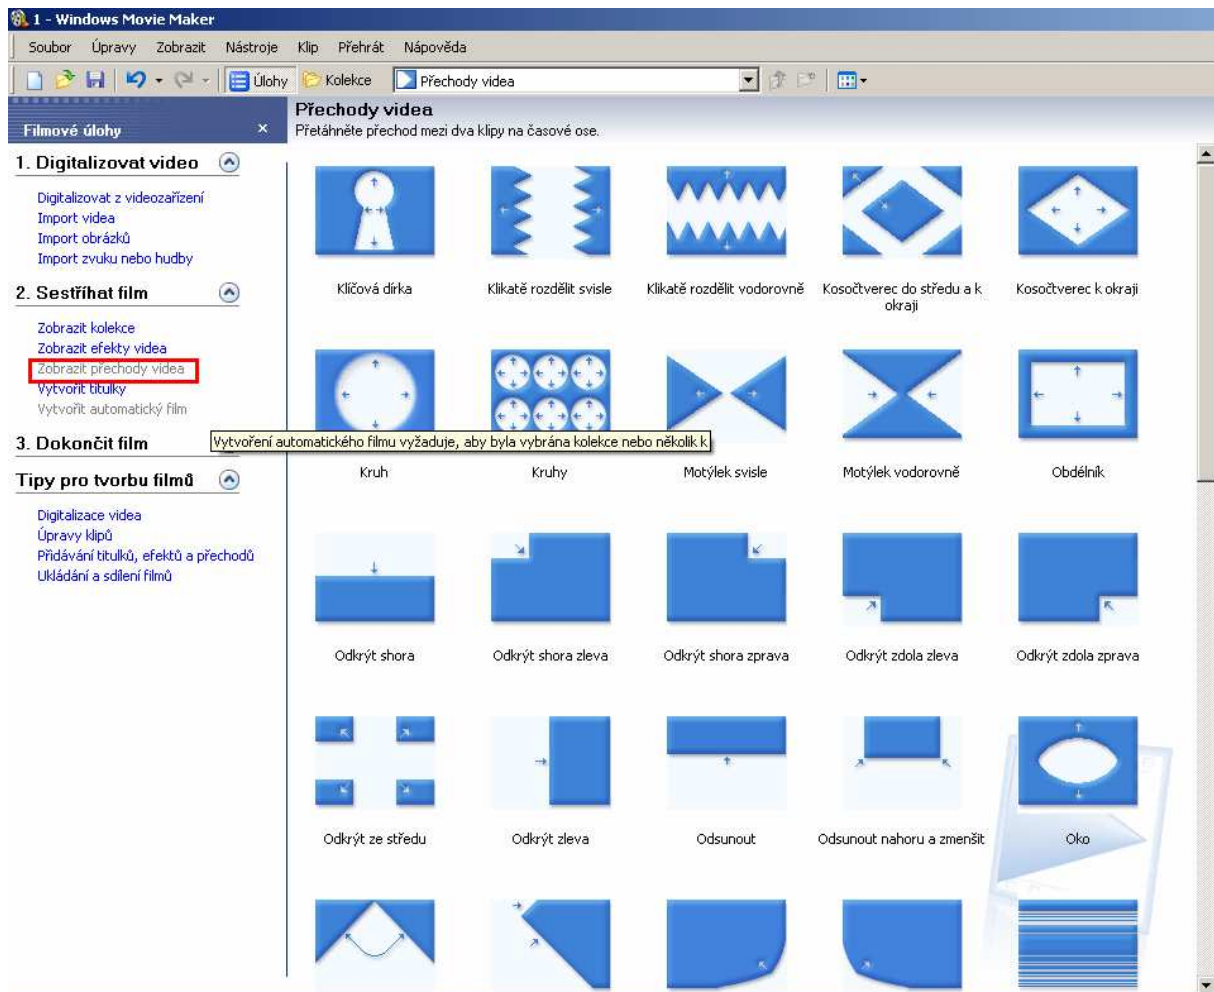 1 - Windows Movie Maker
Soubor Úpravy Zobrazit Nástroje Klip Přehrát Nápověda
Úlohy Kolekce Přechody videa
Filmové úlohy
Přechody videa
Přetáhněte přechod mezi dva klipy na časové ose.
1. Digitalizovat video
Digitalizovat z videozařízení
Import videa
Import obrázků
Import zvuku nebo hudby
2. Sestříhat film
Zobrazit kolekce
Zobrazit efekty videa
Zobrazit přechody videa
Vytvořit titulky
Vytvořit automatický film
3. Dokončit film
Vytvoření automatického filmu vyžaduje, aby byla vybrána kolekce nebo několik k
Tipy pro tvorbu filmů
Digitalizace videa
Úpravy klipů
Přidávání titulků, efektů a přechodů
Ukládání a sdílení filmů
Klíčová dírka
Klikatě rozdělit svisle
Klikatě rozdělit vodorovně
Kosočtverec do středu a k
okraji
Kosočtverec k okraji
Kruh
Kruhy
Motýlek svisle
Motýlek vodorovně
Obdélník
Odkrýt shora
Odkrýt shora zleva
Odkrýt shora zprava
Odkrýt zdola zleva
Odkrýt zdola zprava
Odkrýt ze středu
Odkrýt zleva
Odsunout
Odsunout nahoru a zmenšit
Oko